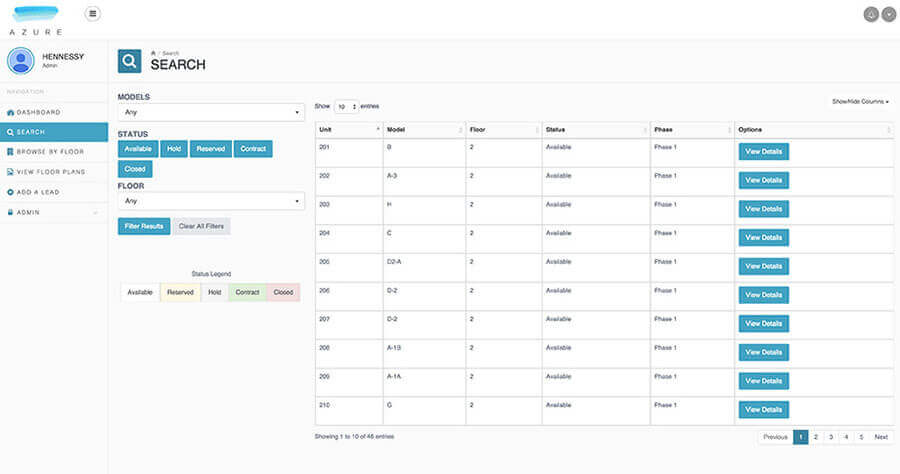 AZURE
HENNESSY
Admin
NAVIGATION
DASHBOARD
SEARCH
BROWSE BY FLOOR
VIEW FLOOR PLANS
ADD A LEAD
ADMIN
/ Search
SEARCH
MODELS
Any
STATUS
Available Hold Reserved Contract
Closed
FLOOR
Any
Filter Results Clear All Filters
Status Legend
Available Reserved Hold Contract Closed
Show 10 entries
Show/Hide Columns
Unit Model Floor Status Phase Options
201 B 2 Available Phase 1 View Details
202 A-3 2 Available Phase 1 View Details
203 H 2 Available Phase 1 View Details
204 C 2 Available Phase 1 View Details
205 D2-A 2 Available Phase 1 View Details
206 D-2 2 Available Phase 1 View Details
207 D-2 2 Available Phase 1 View Details
208 A-1B 2 Available Phase 1 View Details
209 A-1A 2 Available Phase 1 View Details
210 G 2 Available Phase 1 View Details
Showing 1 to 10 of 46 entries
Previous 1 2 3 4 5 Next